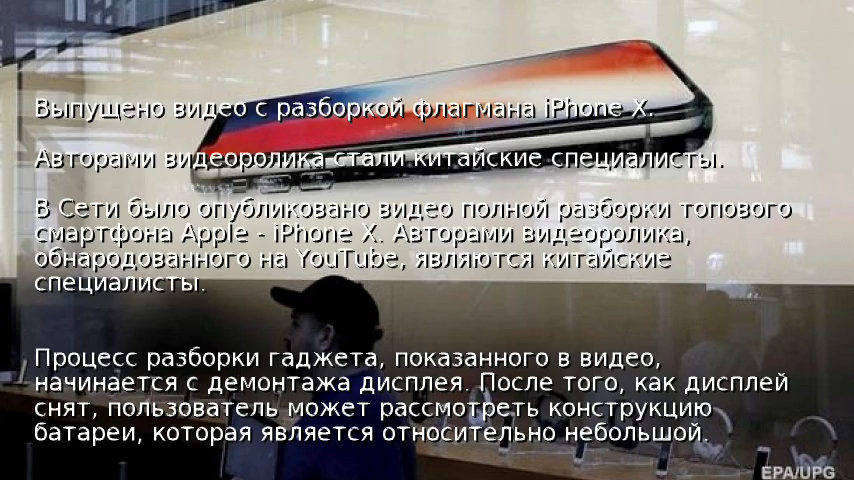 Выпущено видео с разборкой флагмана iPhone X.
Авторами видеоролика стали китайские специалисты.
В Сети было опубликовано видео полной разборки топового
смартфона Apple - iPhone X. Авторами видеоролика,
обнародованного на YouTube, являются китайские
специалисты.
Процесс разборки гаджета, показанного в видео,
начинается с демонтажа дисплея. После того, как дисплей
снят, пользователь может рассмотреть конструкцию
батареи, которая является относительно небольшой.
EPA/UPG